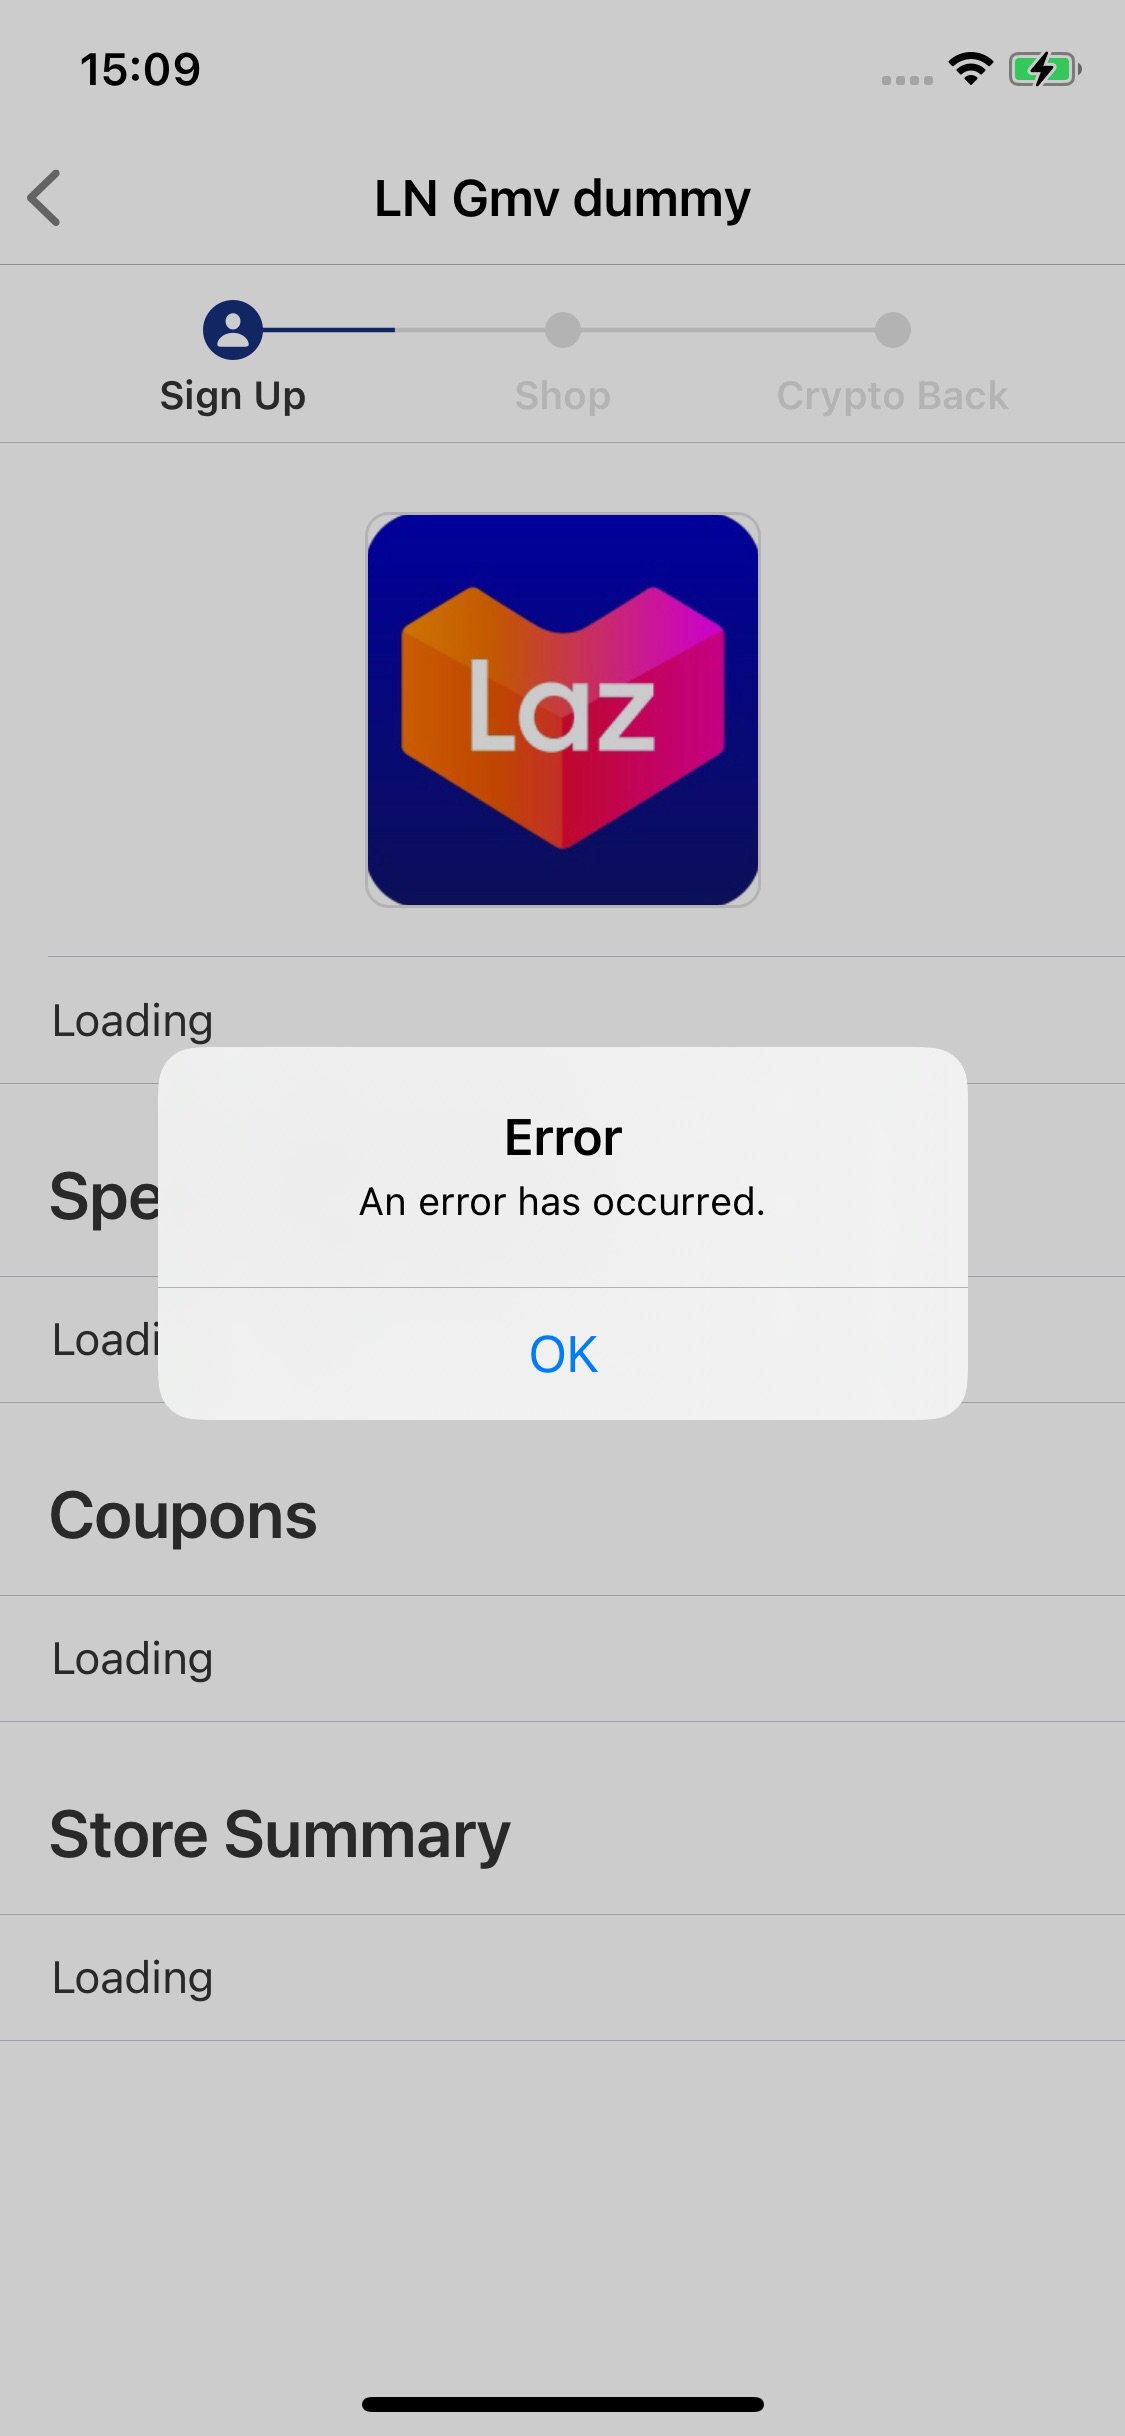 15:09
LN Gmv dummy
Sign Up
Shop
Crypto Back
Laz
Loading
Error
An error has occurred.
OK
Spe
Loadi
Coupons
Loading
Store Summary
Loading